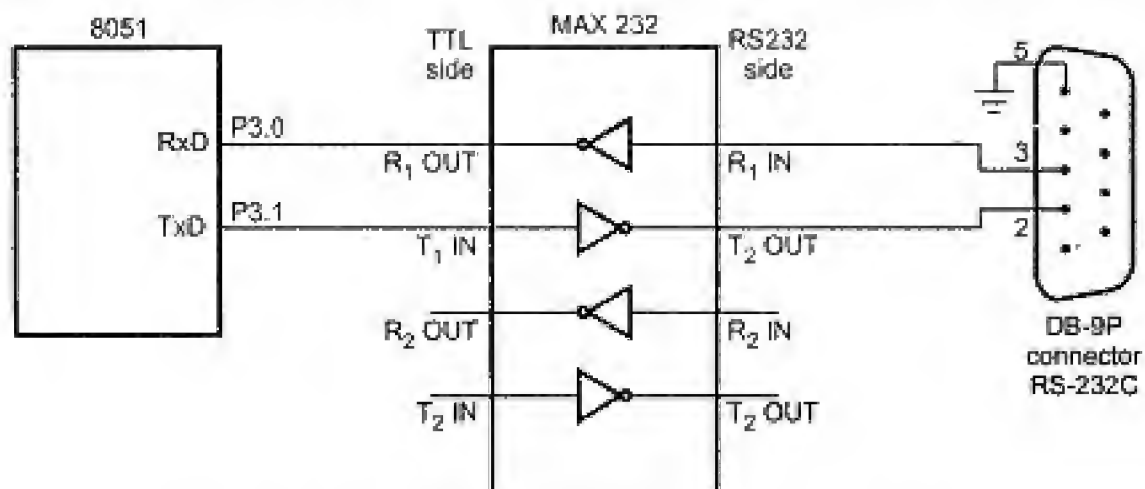 8051
TTL side
MAX 232
RS232 side
5
RxD
P3.0
R1 OUT
R1 IN
3
TxD
P3.1
T1 IN
T2 OUT
2
R2 OUT
R2 IN
T2 IN
T2 OUT
DB-9P
connector
RS-232C